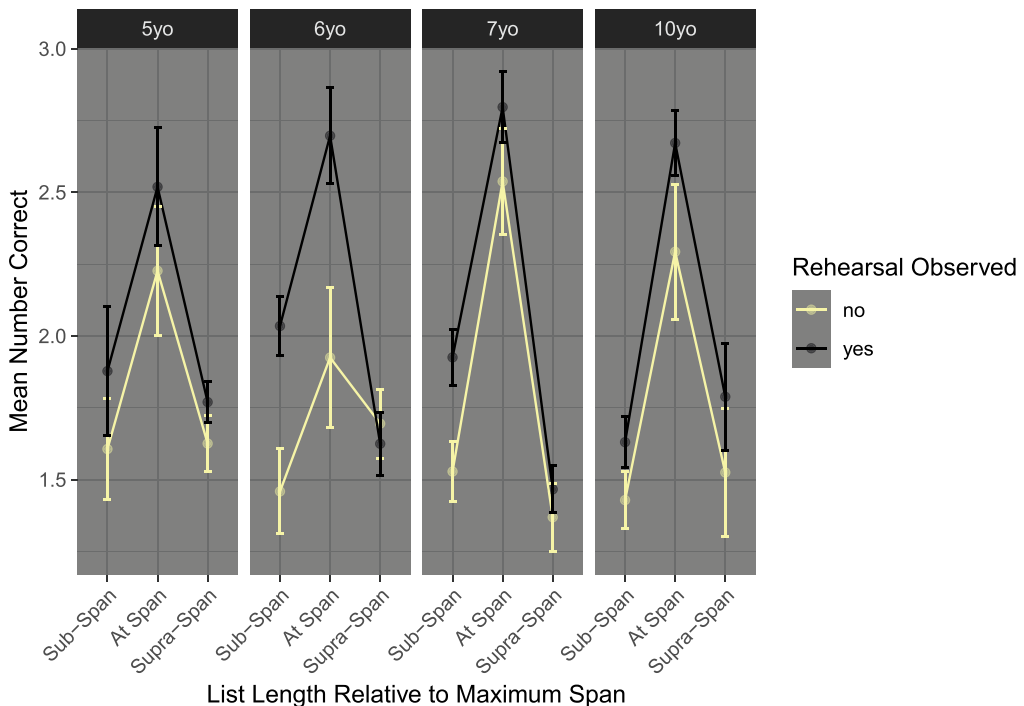 5yo 6yo 7yo 10yo
3.0
2.5
2.0
1.5
Mean Number Correct
Sub−Span At Span Supra−Span Sub−Span At Span Supra−Span Sub−Span At Span Supra−Span Sub−Span At Span Supra−Span
List Length Relative to Maximum Span
Rehearsal Observed
no
yes